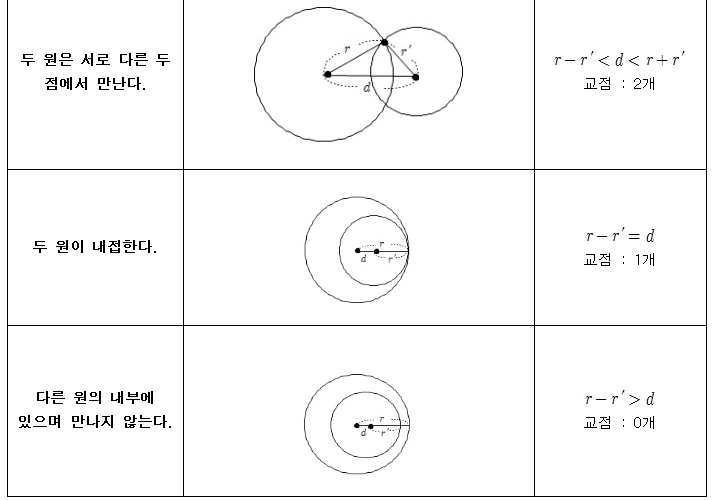 두 원은 서로 다른 두
점에서 만난다.
r
r′
d
r－r′<d<r+r′
교점 : 2개
두 원이 내접한다.
r
d
r′
r－r′=d
교점 : 1개
다른 원의 내부에
있으며 만나지 않는다.
r
d
r′
r－r′>d
교점 : 0개